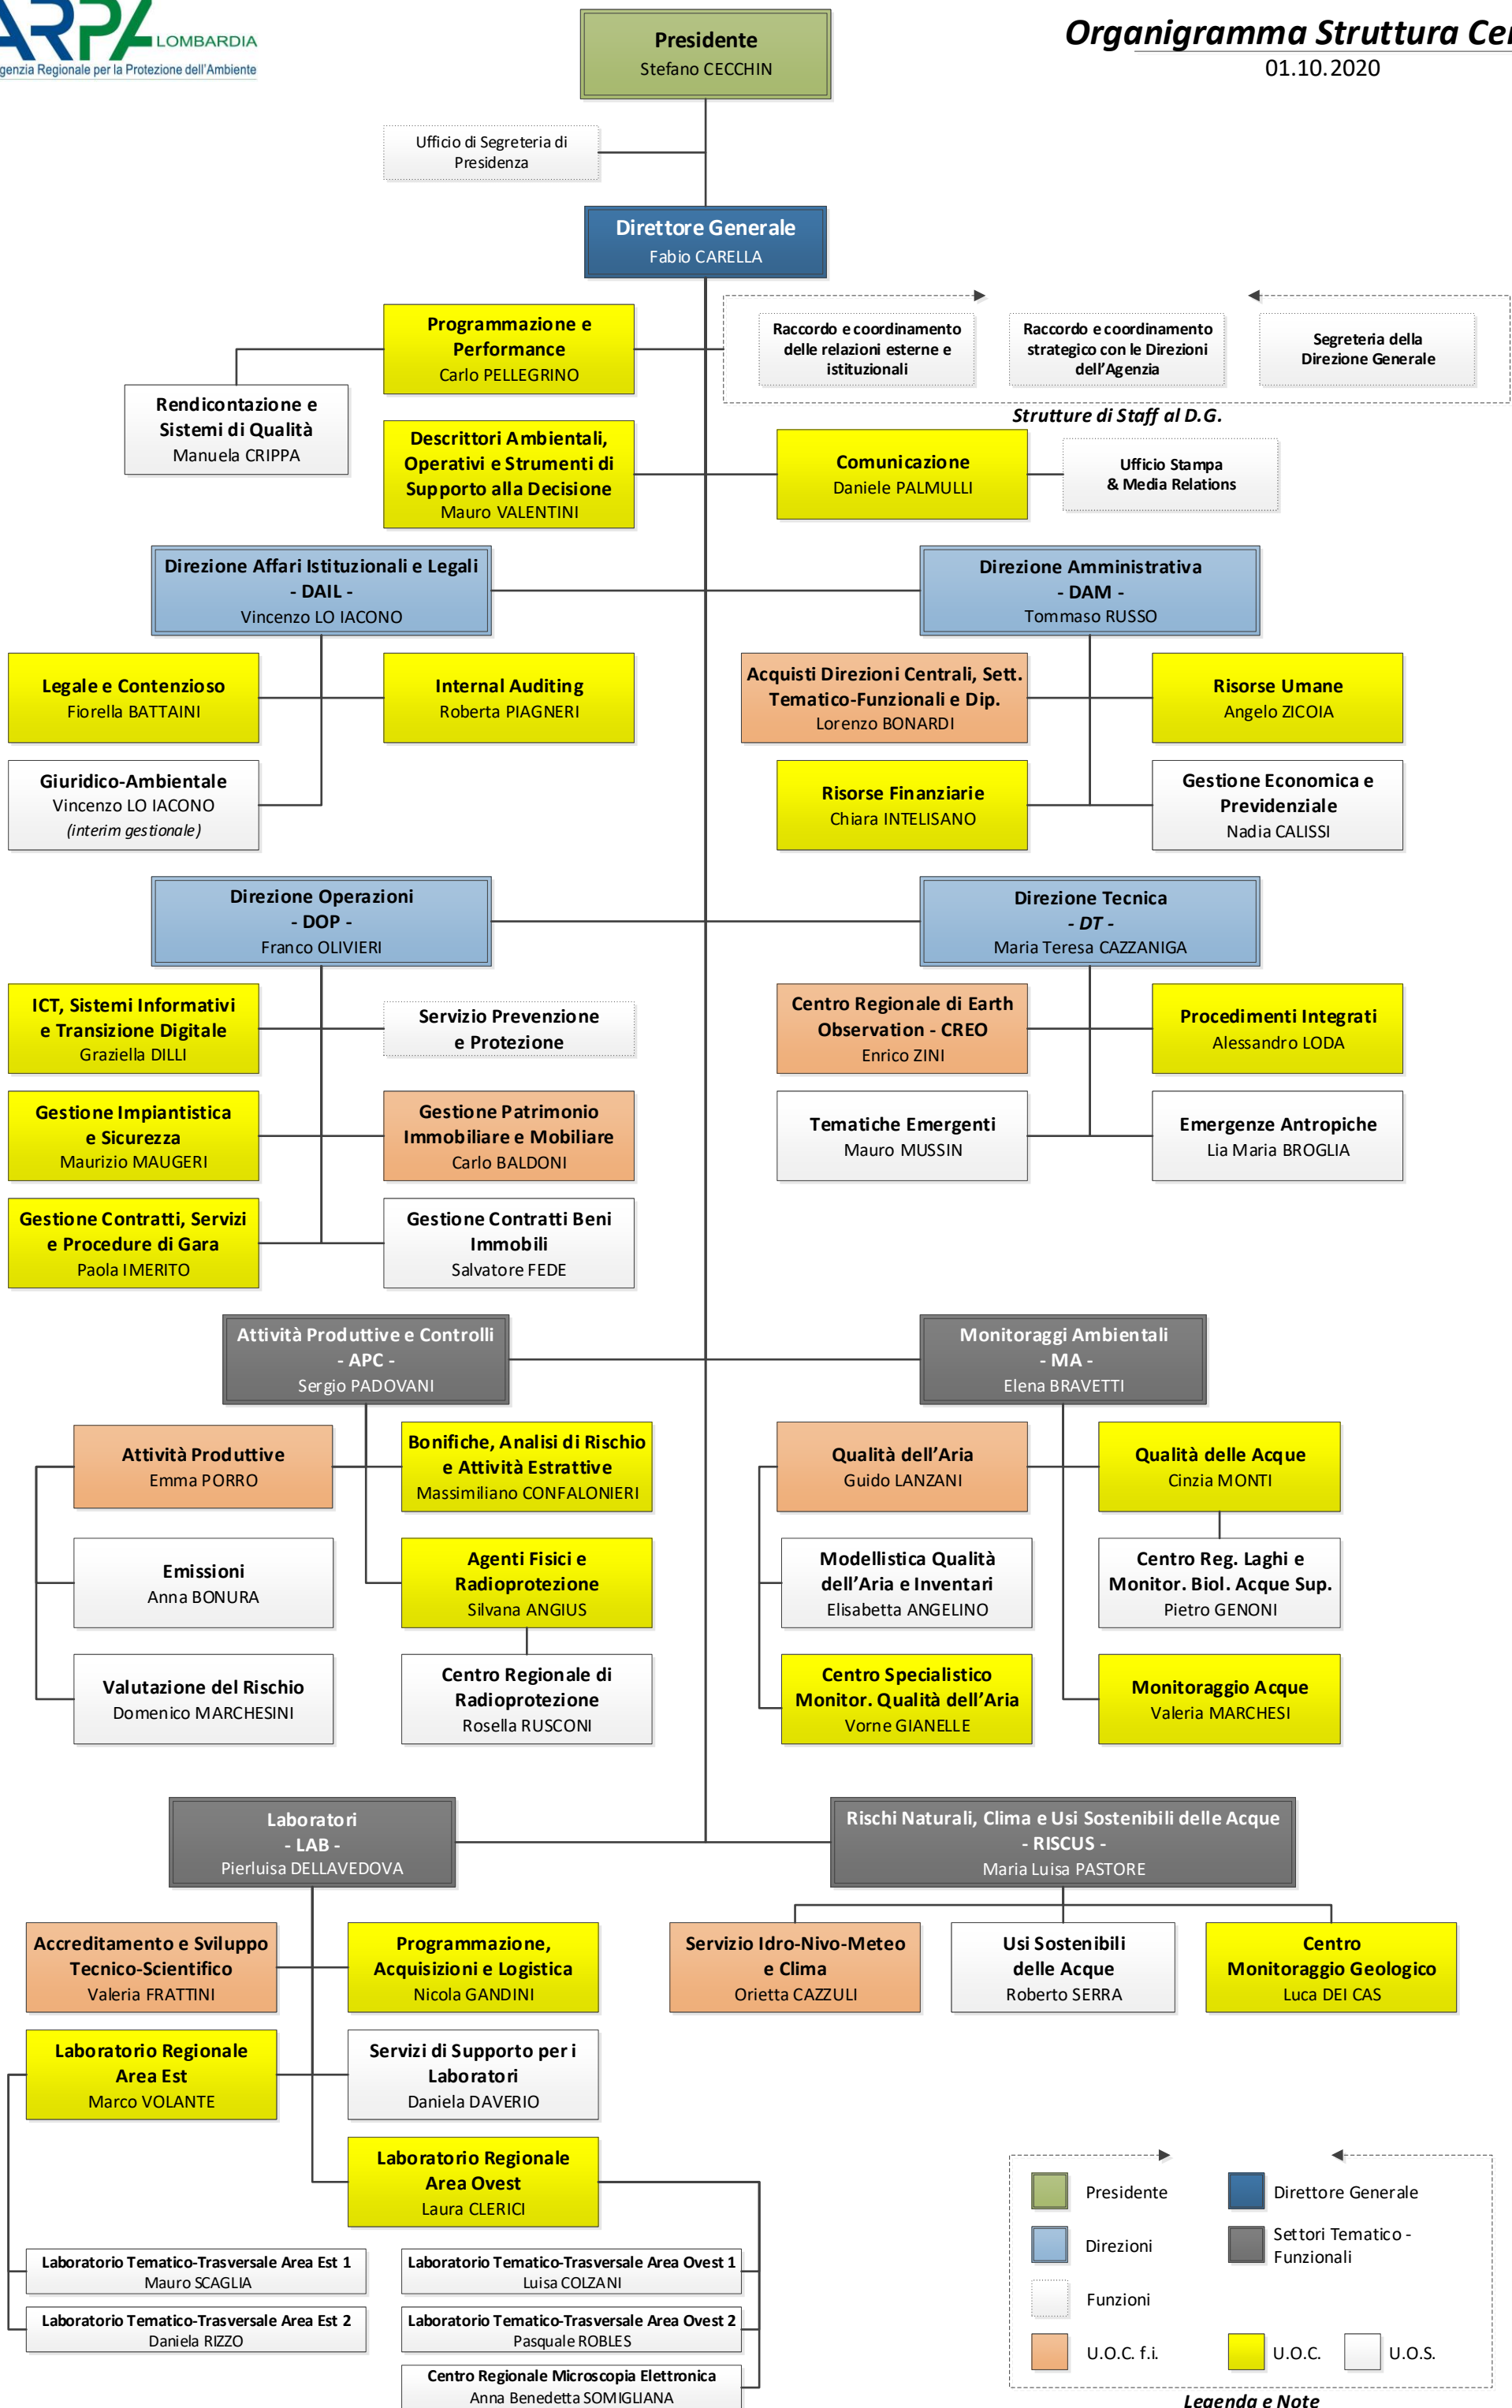 ARPA
LOMBARDIA
genzia Regionale per la Protezione dell'Ambiente
Organigramma Struttura Cen
01.10.2020
Presidente
Stefano CECCHIN
Ufficio di Segreteria di
Presidenza
Direttore Generale
Fabio CARELLA
Programmazione e
Performance
Carlo PELLEGRINO
Raccordo e coordinamento
delle relazioni esterne e
istituzionali
Raccordo e coordinamento
strategico con le Direzioni
dell'Agenzia
Segreteria della
Direzione Generale
Strutture di Staff al D.G.
Rendicontazione e
Sistemi di Qualità
Manuela CRIPPA
Descrittori Ambientali,
Operativi e Strumenti di
Supporto alla Decisione
Mauro VALENTINI
Comunicazione
Daniele PALMULLI
Ufficio Stampa
& Media Relations
Direzione Affari Istituzionali e Legali
- DAIL -
Vincenzo LO IACONO
Direzione Amministrativa
- DAM -
Tommaso RUSSO
Legale e Contenzioso
Fiorella BATTAINI
Internal Auditing
Roberta PIAGNERI
Acquisti Direzioni Centrali, Sett.
Tematico-Funzionali e Dip.
Lorenzo BONARDI
Risorse Umane
Angelo ZICOIA
Giuridico-Ambientale
Vincenzo LO IACONO
(interim gestionale)
Risorse Finanziarie
Chiara INTELISANO
Gestione Economica e
Previdenziale
Nadia CALISSI
Direzione Operazioni
- DOP -
Franco OLIVIERI
Direzione Tecnica
- DT -
Maria Teresa CAZZANIGA
ICT, Sistemi Informativi
e Transizione Digitale
Graziella DILLI
Servizio Prevenzione
e Protezione
Centro Regionale di Earth
Observation - CREO
Enrico ZINI
Procedimenti Integrati
Alessandro LODA
Gestione Impiantistica
e Sicurezza
Maurizio MAUGERI
Gestione Patrimonio
Immobiliare e Mobiliare
Carlo BALDONI
Tematiche Emergenti
Mauro MUSSIN
Emergenze Antropiche
Lia Maria BROGLIA
Gestione Contratti, Servizi
e Procedure di Gara
Paola IMERITO
Gestione Contratti Beni
Immobili
Salvatore FEDE
Attività Produttive e Controlli
- APC -
Sergio PADOVANI
Monitoraggi Ambientali
- MA -
Elena BRAVETTI
Attività Produttive
Emma PORRO
Bonifiche, Analisi di Rischio
e Attività Estrattive
Massimiliano CONFALONIERI
Qualità dell'Aria
Guido LANZANI
Qualità delle Acque
Cinzia MONTI
Emissioni
Anna BONURA
Agenti Fisici e
Radioprotezione
Silvana ANGIUS
Modellistica Qualità
dell'Aria e Inventari
Elisabetta ANGELINO
Centro Reg. Laghi e
Monitor. Biol. Acque Sup.
Pietro GENONI
Valutazione del Rischio
Domenico MARCHESINI
Centro Regionale di
Radioprotezione
Rosella RUSCONI
Centro Specialistico
Monitor. Qualità dell'Aria
Vorne GIANELLE
Monitoraggio Acque
Valeria MARCHESI
Laboratori
- LAB -
Pierluisa DELLAVEDOVA
Rischi Naturali, Clima e Usi Sostenibili delle Acque
- RISCUS -
Maria Luisa PASTORE
Accreditamento e Sviluppo
Tecnico-Scientifico
Valeria FRATTINI
Programmazione,
Acquisizioni e Logistica
Nicola GANDINI
Servizio Idro-Nivo-Meteo
e Clima
Orietta CAZZULI
Usi Sostenibili
delle Acque
Roberto SERRA
Centro
Monitoraggio Geologico
Luca DEI CAS
Laboratorio Regionale
Area Est
Marco VOLANTE
Servizi di Supporto per i
Laboratori
Daniela DAVERIO
Laboratorio Regionale
Area Ovest
Laura CLERICI
Laboratorio Tematico-Trasversale Area Est 1
Mauro SCAGLIA
Laboratorio Tematico-Trasversale Area Ovest 1
Luisa COLZANI
Laboratorio Tematico-Trasversale Area Est 2
Daniela RIZZO
Laboratorio Tematico-Trasversale Area Ovest 2
Pasquale ROBLES
Centro Regionale Microscopia Elettronica
Anna Benedetta SOMIGLIANA
Presidente
Direttore Generale
Direzioni
Settori Tematico -
Funzionali
Funzioni
U.O.C. f.i.
U.O.C.
U.O.S.
Legenda e Note